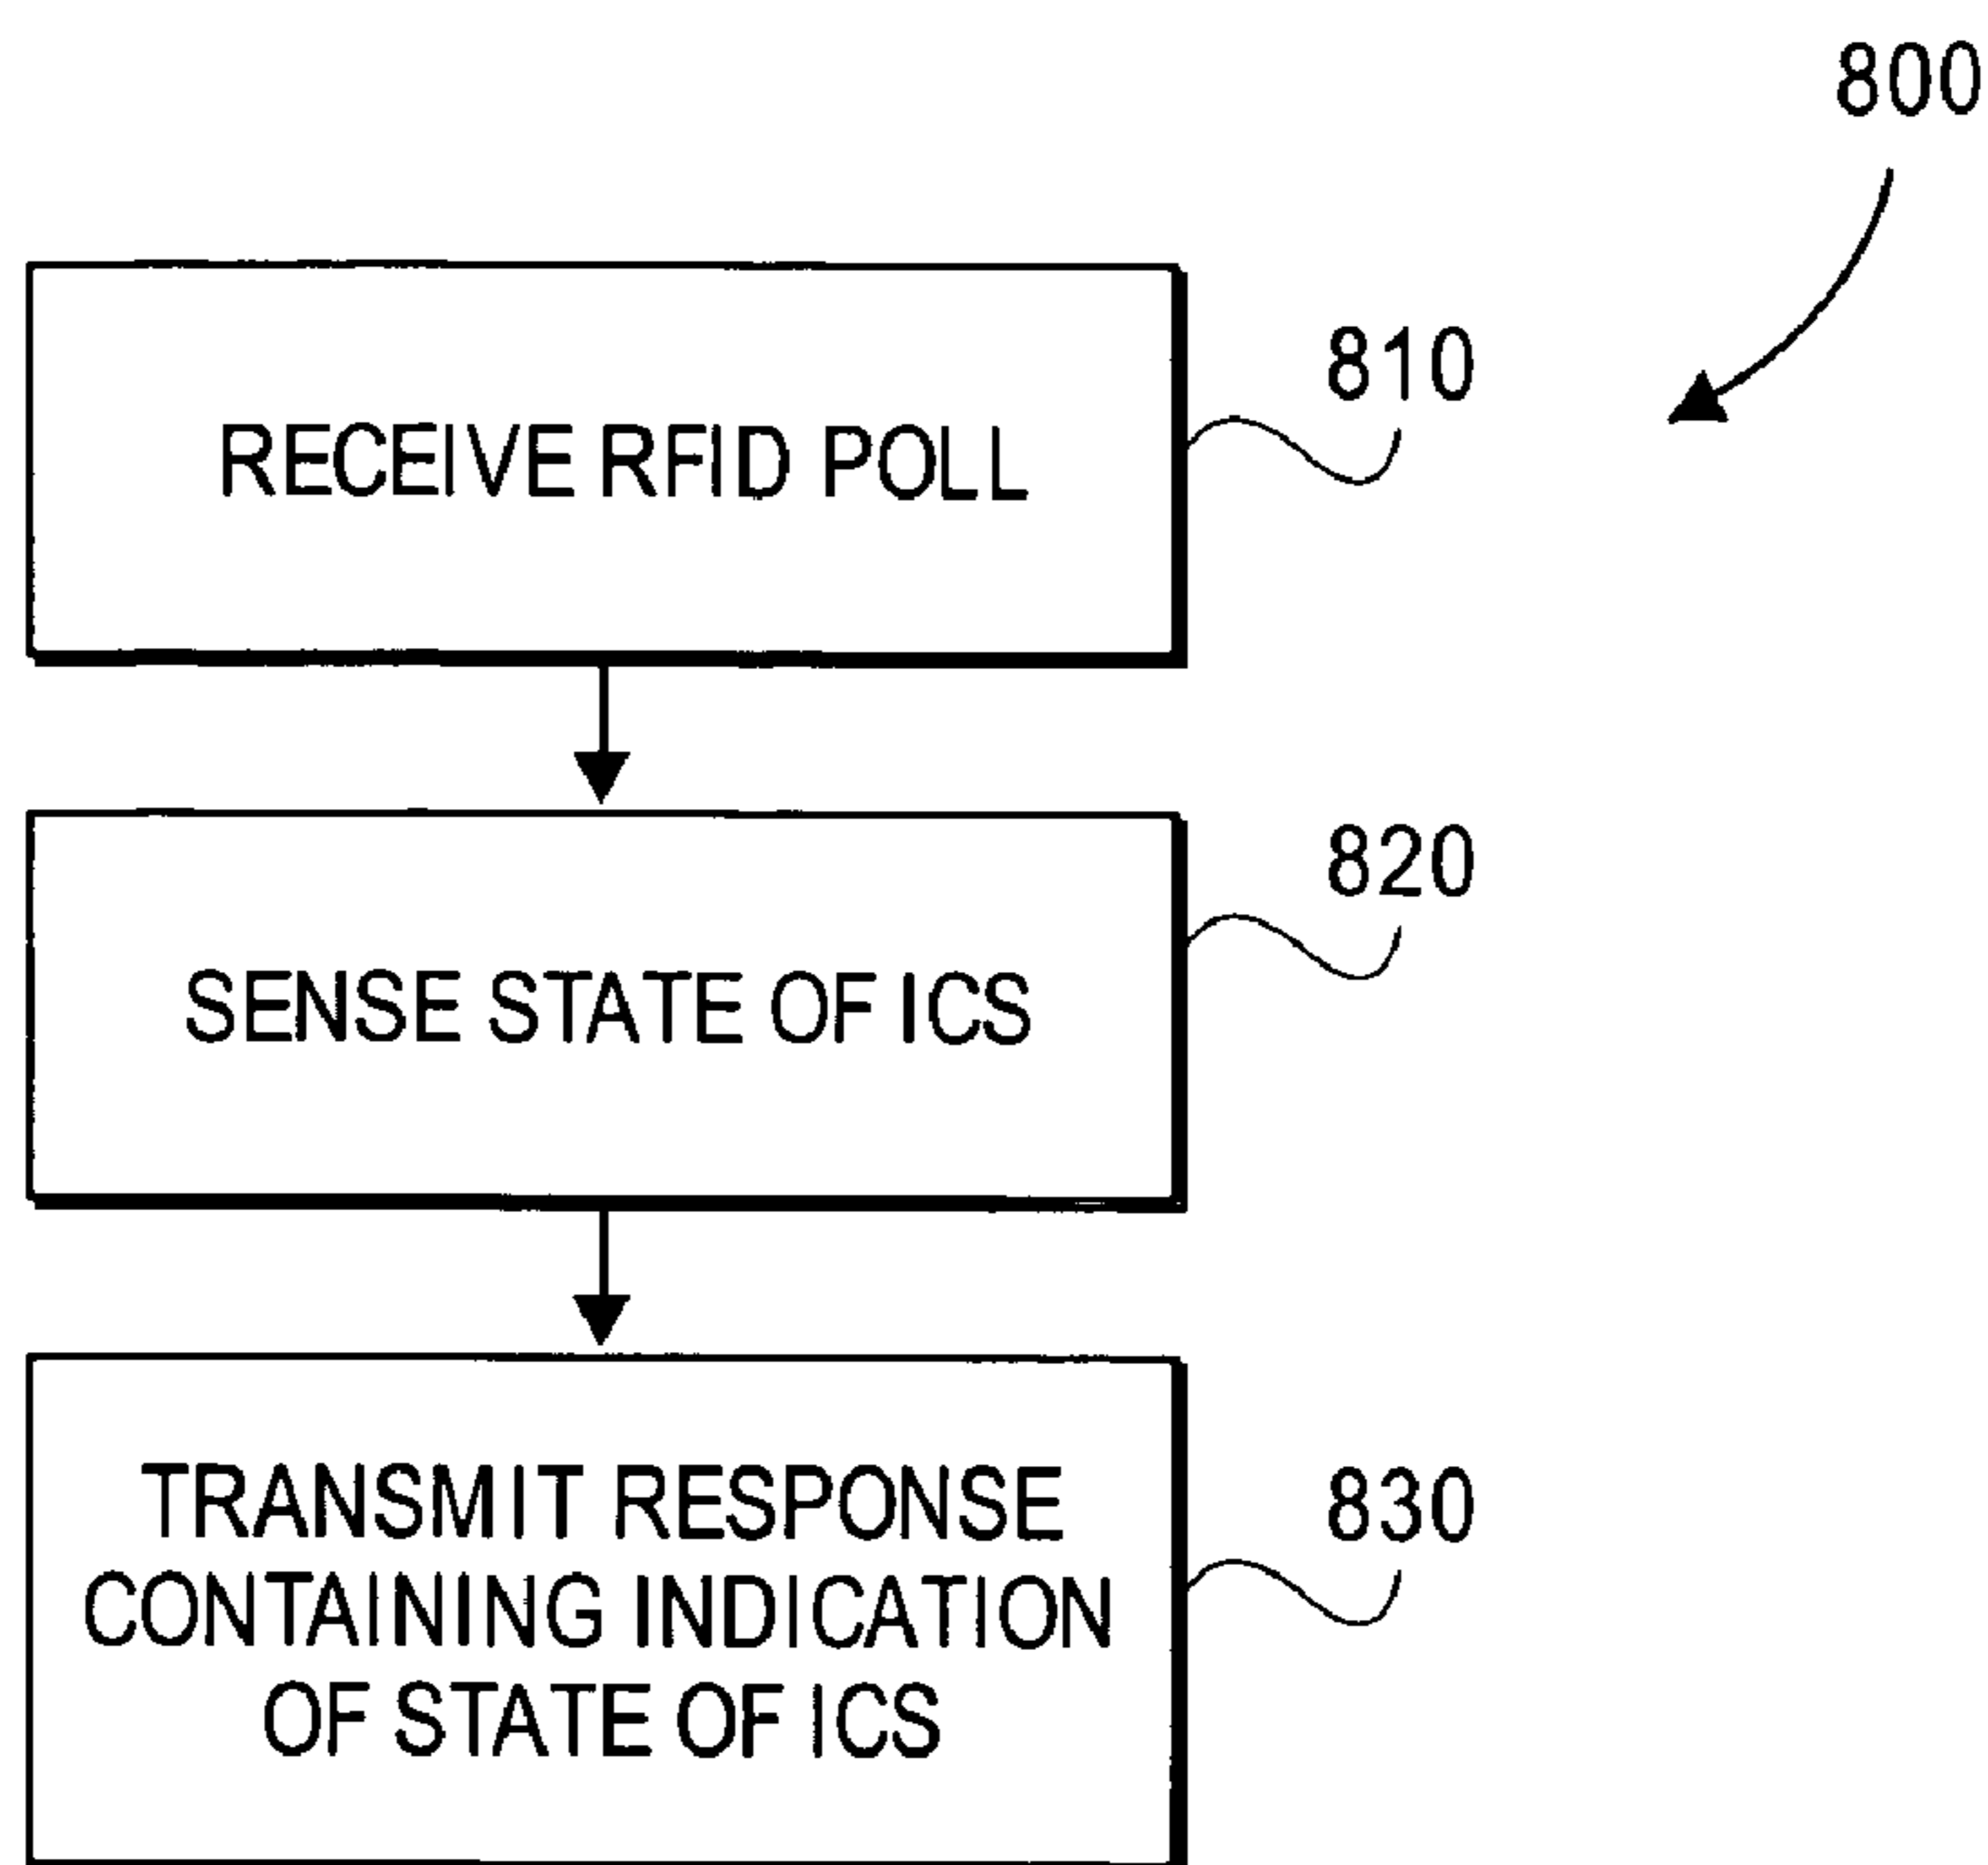 800
RECEIVE RFID POLL
810
SENSE STATE OF ICS
820
TRANSMIT RESPONSE
CONTAINING INDICATION
OF STATE OF ICS
830